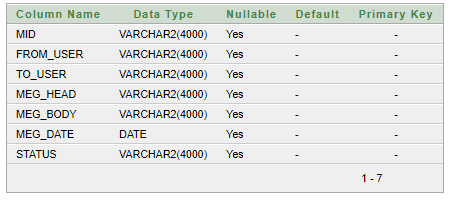 Column Name Data Type Nullable Default Primary Key
MID VARCHAR2(4000) Yes - -
FROM_USER VARCHAR2(4000) Yes - -
TO_USER VARCHAR2(4000) Yes - -
MEG_HEAD VARCHAR2(4000) Yes - -
MEG_BODY VARCHAR2(4000) Yes - -
MEG_DATE DATE Yes - -
STATUS VARCHAR2(4000) Yes - -
1 - 7